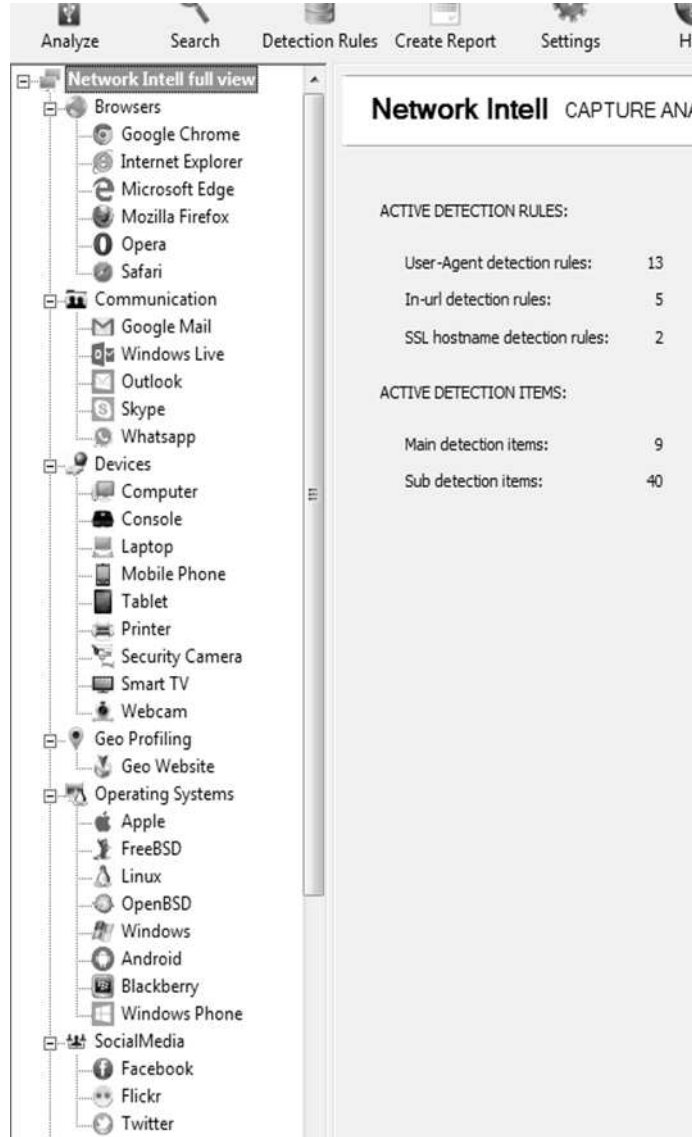 Analyze Search Detection Rules Create Report Settings H
Network Intell full view
Browsers
Google Chrome
Internet Explorer
Microsoft Edge
Mozilla Firefox
Opera
Safari
Communication
Google Mail
Windows Live
Outlook
Skype
Whatsapp
Devices
Computer
Console
Laptop
Mobile Phone
Tablet
Printer
Security Camera
Smart TV
Webcam
Geo Profiling
Geo Website
Operating Systems
Apple
FreeBSD
Linux
OpenBSD
Windows
Android
Blackberry
Windows Phone
SocialMedia
Facebook
Flickr
Twitter
Network Intell CAPTURE ANA
ACTIVE DETECTION RULES:
User-Agent detection rules: 13
In-url detection rules: 5
SSL hostname detection rules: 2
ACTIVE DETECTION ITEMS:
Main detection items: 9
Sub detection items: 40